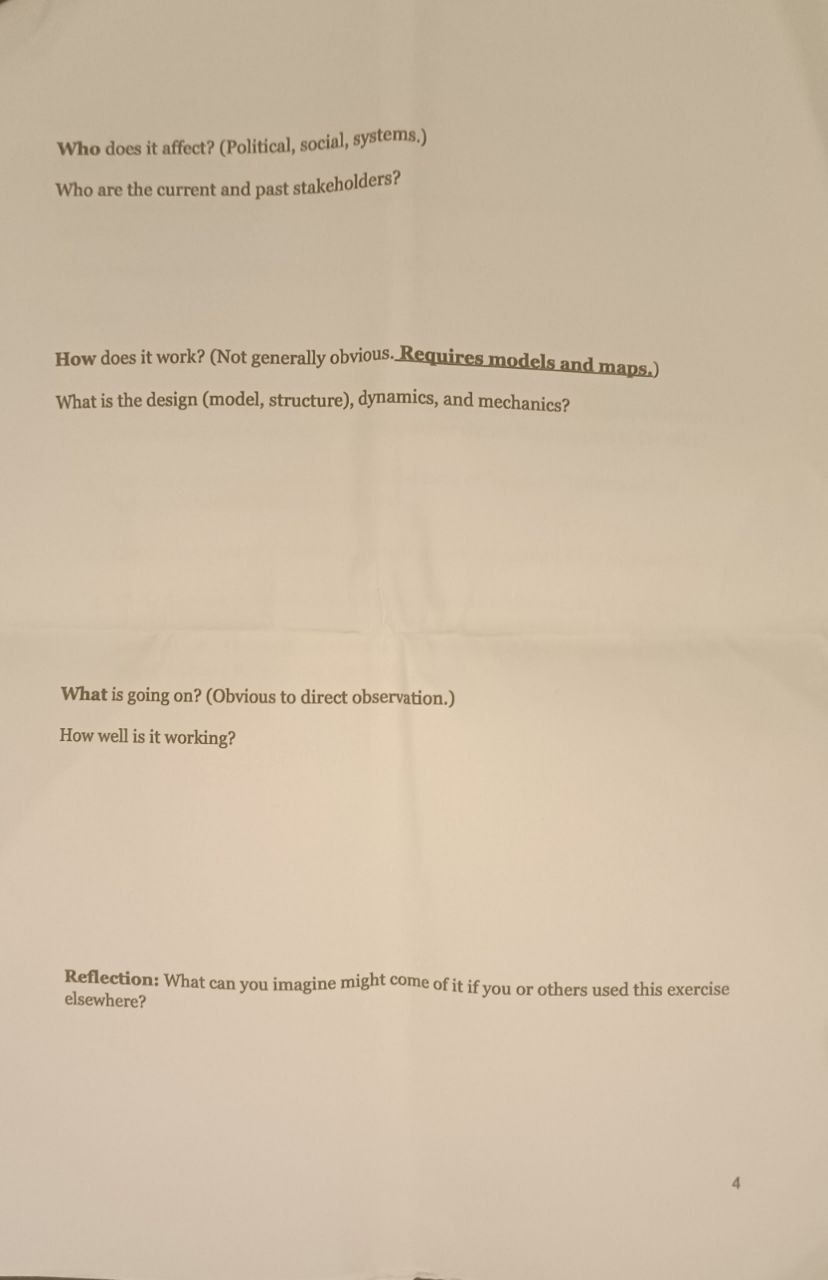 Who does it affect? (Political, social, systems.)
Who are the current and past stakeholders?
How does it work? (Not generally obvious. Requires models and maps.)
What is the design (model, structure), dynamics, and mechanics?
What is going on? (Obvious to direct observation.)
How well is it working?
Reflection: What can you imagine might come of it if you or others used this exercise
elsewhere?
4